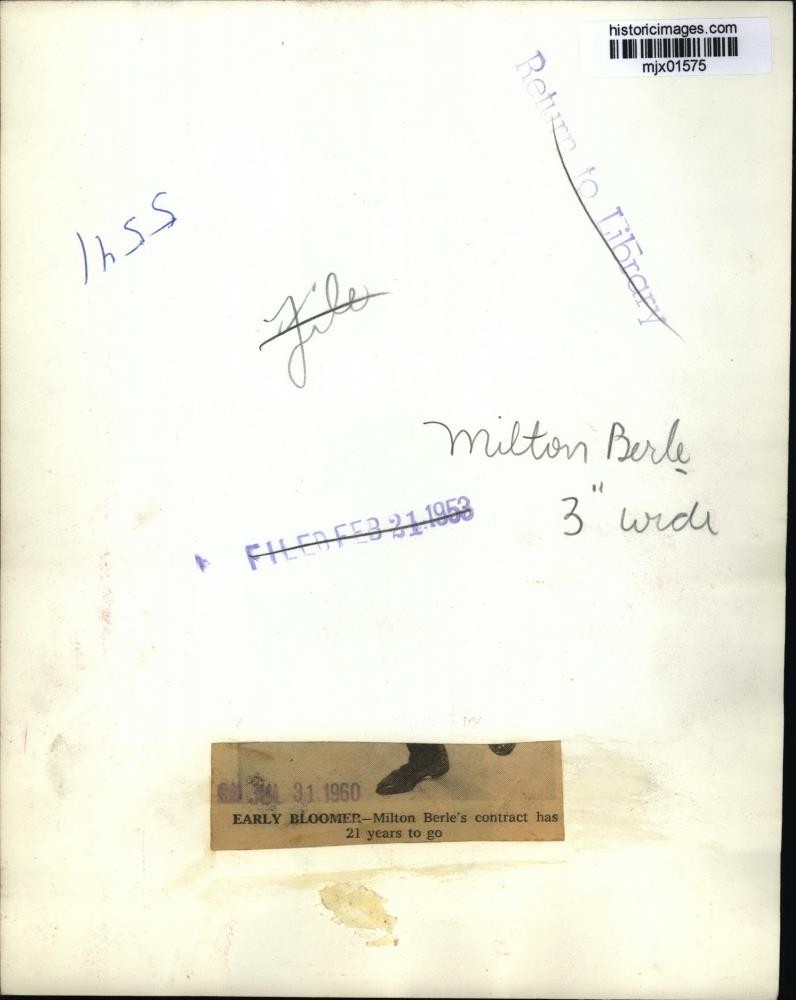 historicimages.com
mjx01575
Return to Library
5541
File
Milton Berle
3" wide
FILED FEB 21 1953
JUL 31 1960
EARLY BLOOMER—Milton Berle's contract has
21 years to go